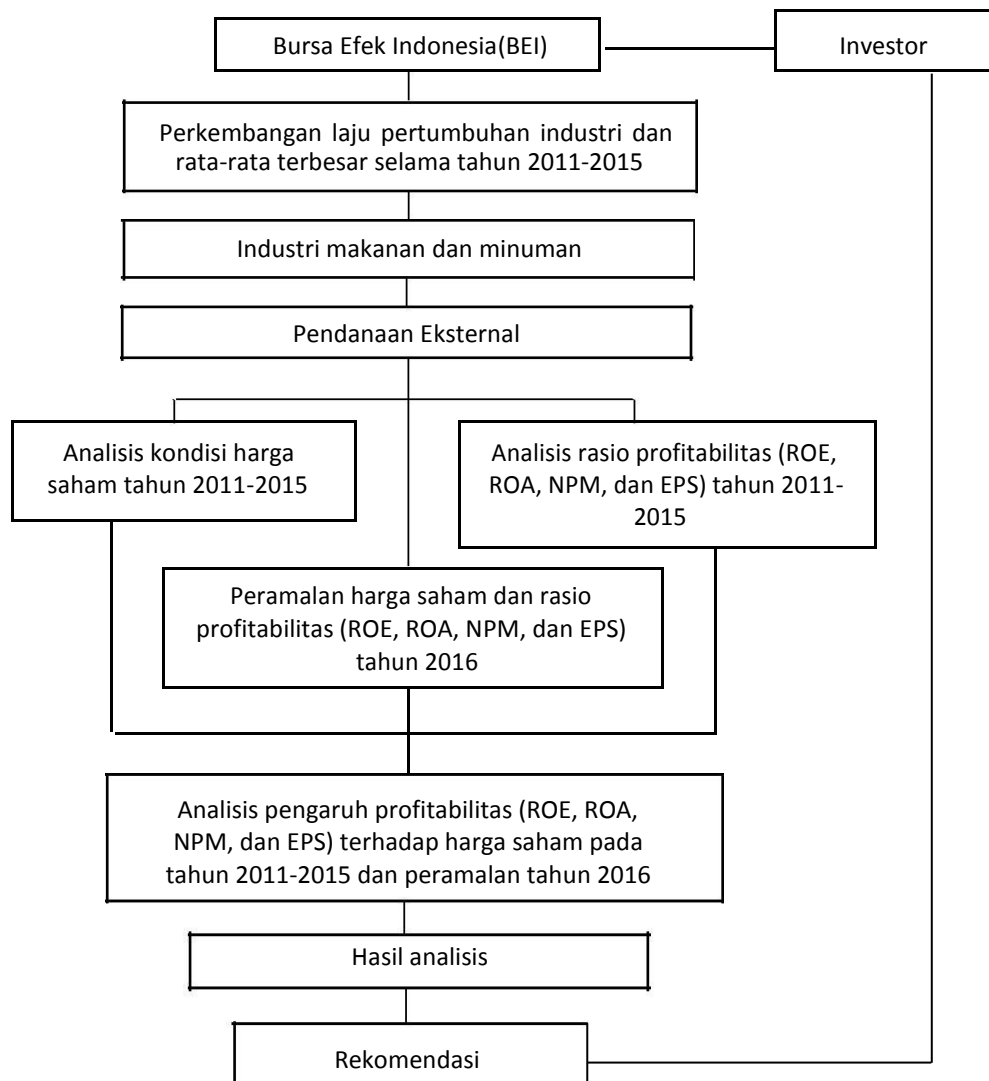 Bursa Efek Indonesia(BEI)
Investor
Perkembangan laju pertumbuhan industri dan
rata-rata terbesar selama tahun 2011-2015
Industri makanan dan minuman
Pendanaan Eksternal
Analisis kondisi harga
saham tahun 2011-2015
Analisis rasio profitabilitas (ROE,
ROA, NPM, dan EPS) tahun 2011-
2015
Peramalan harga saham dan rasio
profitabilitas (ROE, ROA, NPM, dan EPS)
tahun 2016
Analisis pengaruh profitabilitas (ROE, ROA,
NPM, dan EPS) terhadap harga saham pada
tahun 2011-2015 dan peramalan tahun 2016
Hasil analisis
Rekomendasi